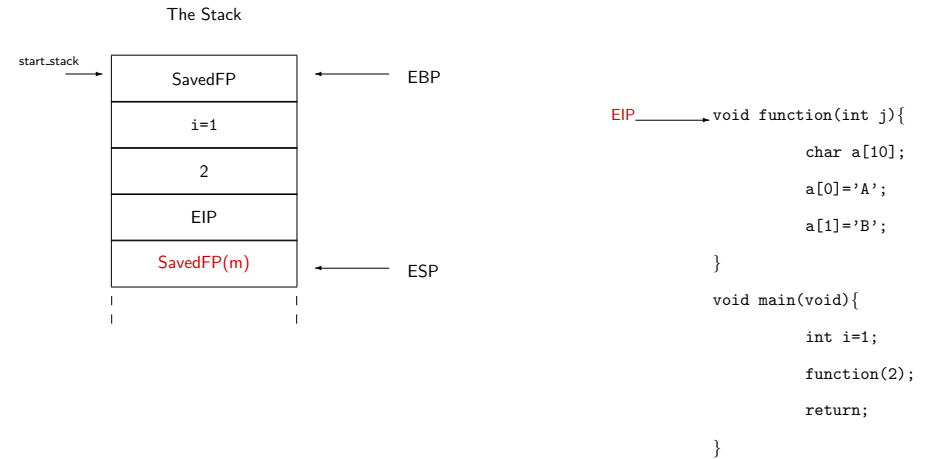 The Stack
start_stack
SavedFP
EBP
i=1
2
EIP
SavedFP(m)
ESP
EIP
void function(int j){
char a[10];
a[0]=’A’;
a[1]=’B’;
}
void main(void){
int i=1;
function(2);
return;
}